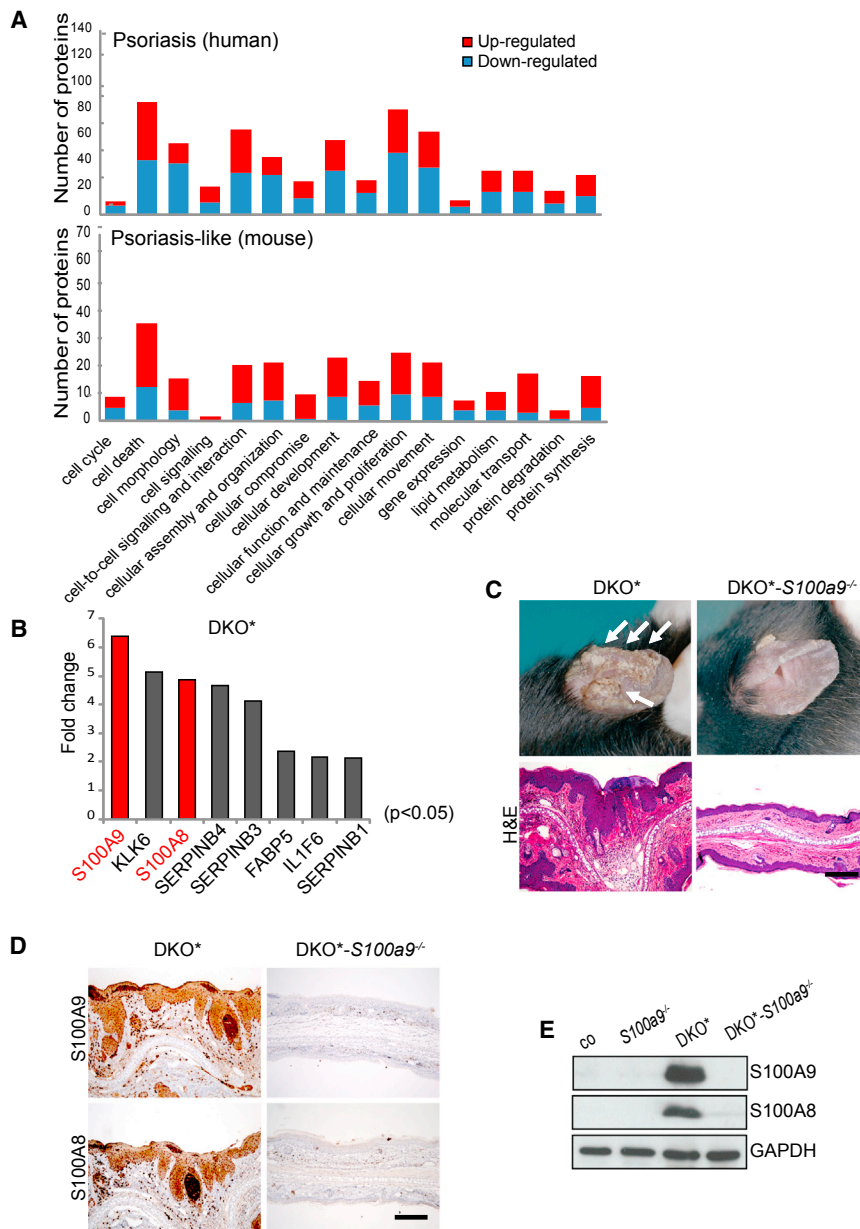 A
Psoriasis (human)
Up-regulated
Down-regulated
Number of proteins
140
120
100
80
60
40
20
0
Psoriasis-like (mouse)
Number of proteins
70
60
50
40
30
20
10
0
cell cycle
cell death
cell morphology
cell signalling
cell-to-cell signalling and interaction
cellular assembly and organization
cellular compromise
cellular development
cellular function and maintenance
cellular growth and proliferation
cellular movement
gene expression
lipid metabolism
molecular transport
protein degradation
protein synthesis
B
DKO*
Fold change
7
6
5
4
3
2
1
0
S100A9
KLK6
S100A8
SERPINB4
SERPINB3
FABP5
IL1F6
SERPINB1
(p<0.05)
C
DKO*
DKO*-S100a9-/-
H&E
D
DKO*
DKO*-S100a9-/-
S100A9
S100A8
E
co
S100a9-/-
DKO*
DKO*-S100a9-/-
S100A9
S100A8
GAPDH